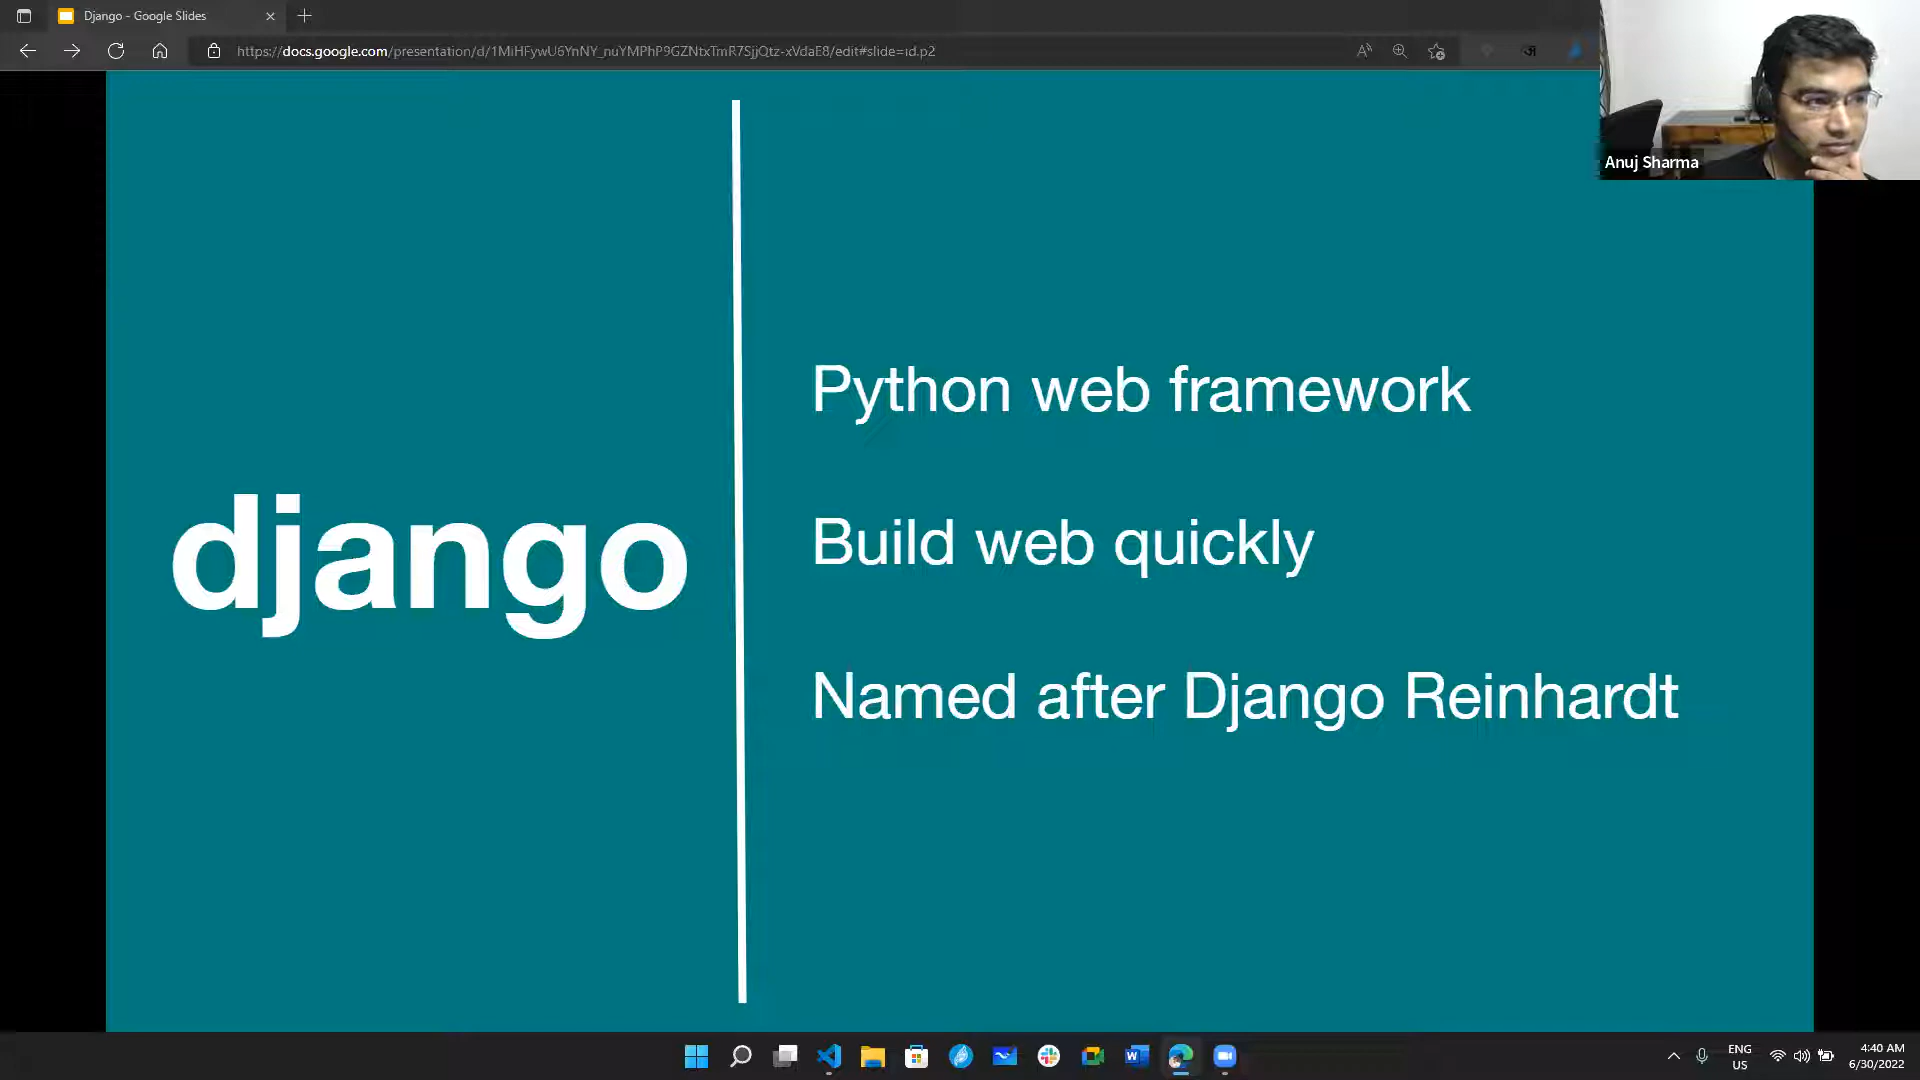 Django - Google Slides
https://docs.google.com/presentation/d/1MiHFywU6YnNY_nuYMPhP9GZNtxTmR7SjjQtz-xVdaE8/edit#slide=id.p2
Anuj Sharma
django
Python web framework
Build web quickly
Named after Django Reinhardt
ENG
US
4:40 AM
6/30/2022